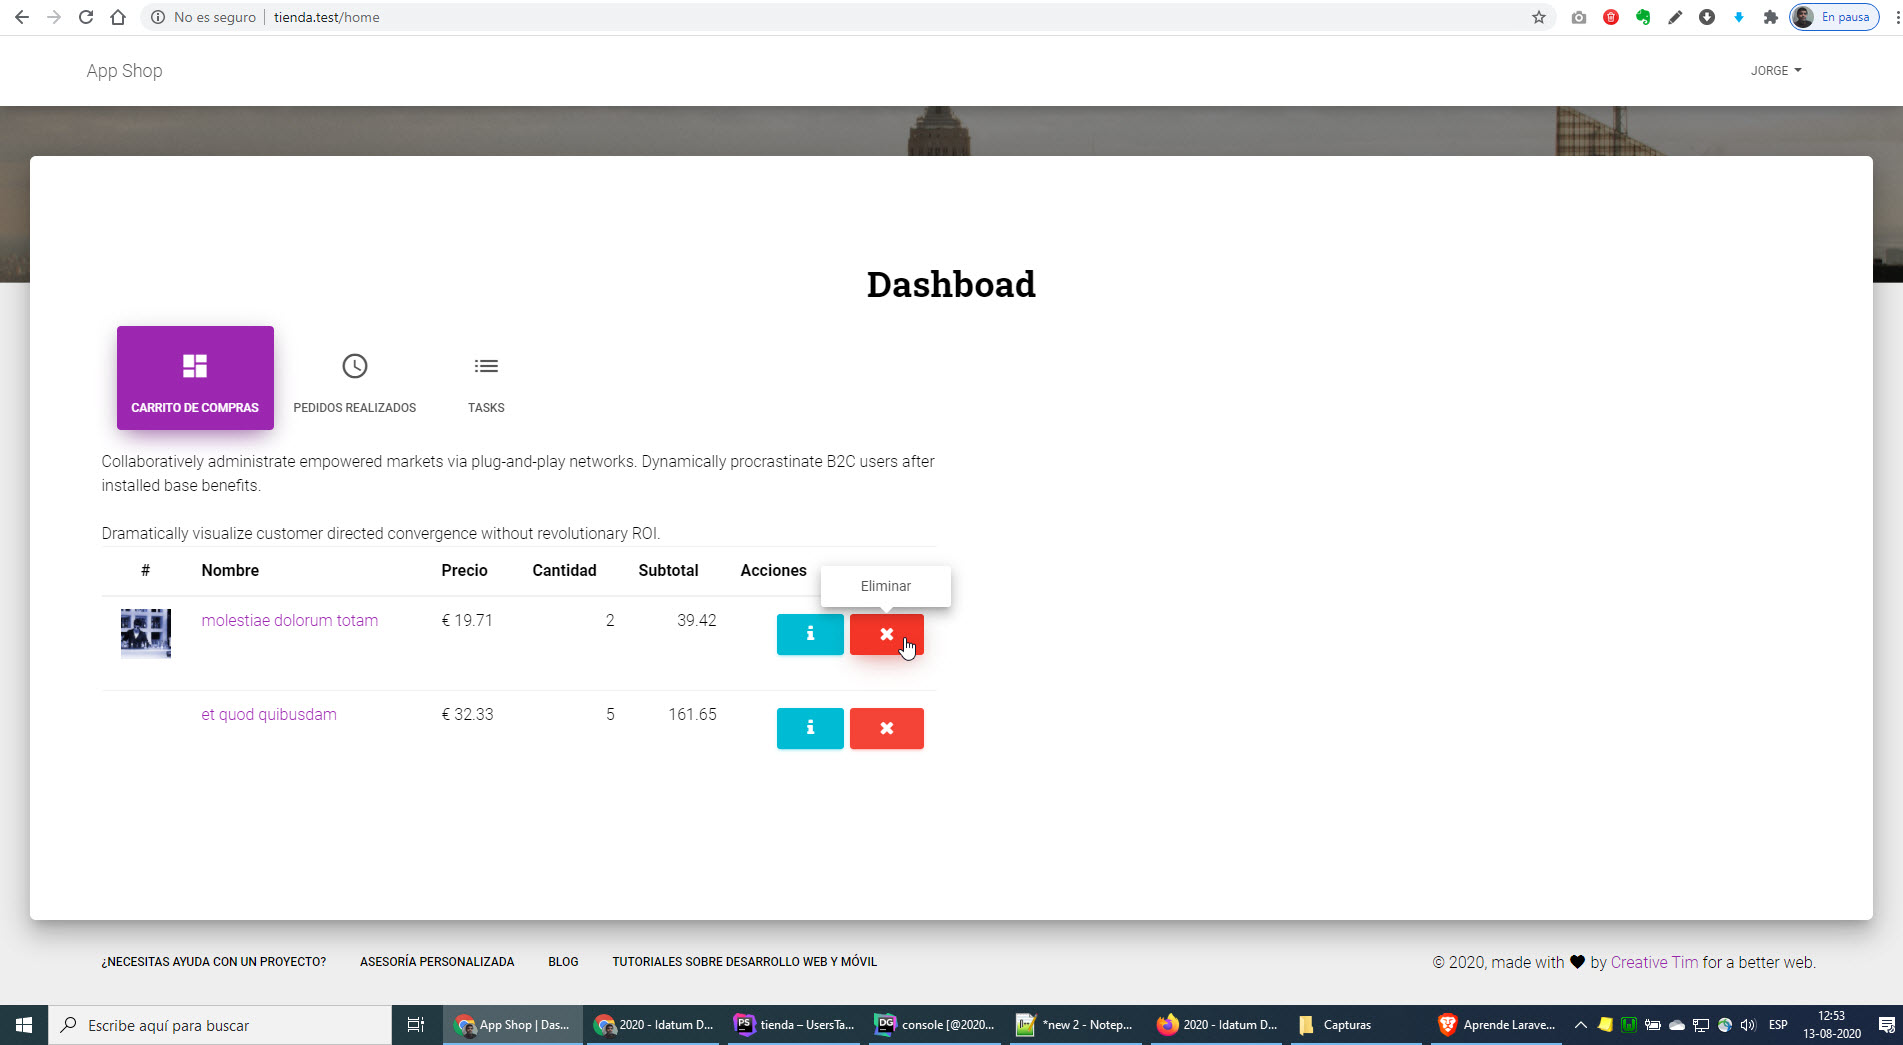 No es seguro | tienda.test/home
En pausa
App Shop
JORGE
Dashboad
CARRITO DE COMPRAS
PEDIDOS REALIZADOS
TASKS
Collaboratively administrate empowered markets via plug-and-play networks. Dynamically procrastinate B2C users after
installed base benefits.
Dramatically visualize customer directed convergence without revolutionary ROI.
# Nombre Precio Cantidad Subtotal Acciones
Eliminar
molestiae dolorum totam € 19.71 2 39.42
et quod quibusdam € 32.33 5 161.65
¿NECESITAS AYUDA CON UN PROYECTO? ASESORÍA PERSONALIZADA BLOG TUTORIALES SOBRE DESARROLLO WEB Y MÓVIL
© 2020, made with ♥ by Creative Tim for a better web.
Escribe aquí para buscar
App Shop | Das...
2020 - Idatum D...
PS
tienda – UsersTa...
DG
console [@2020...
*new 2 - Notep...
2020 - Idatum D...
Capturas
Aprende Larave...
ESP
12:53
13-08-2020